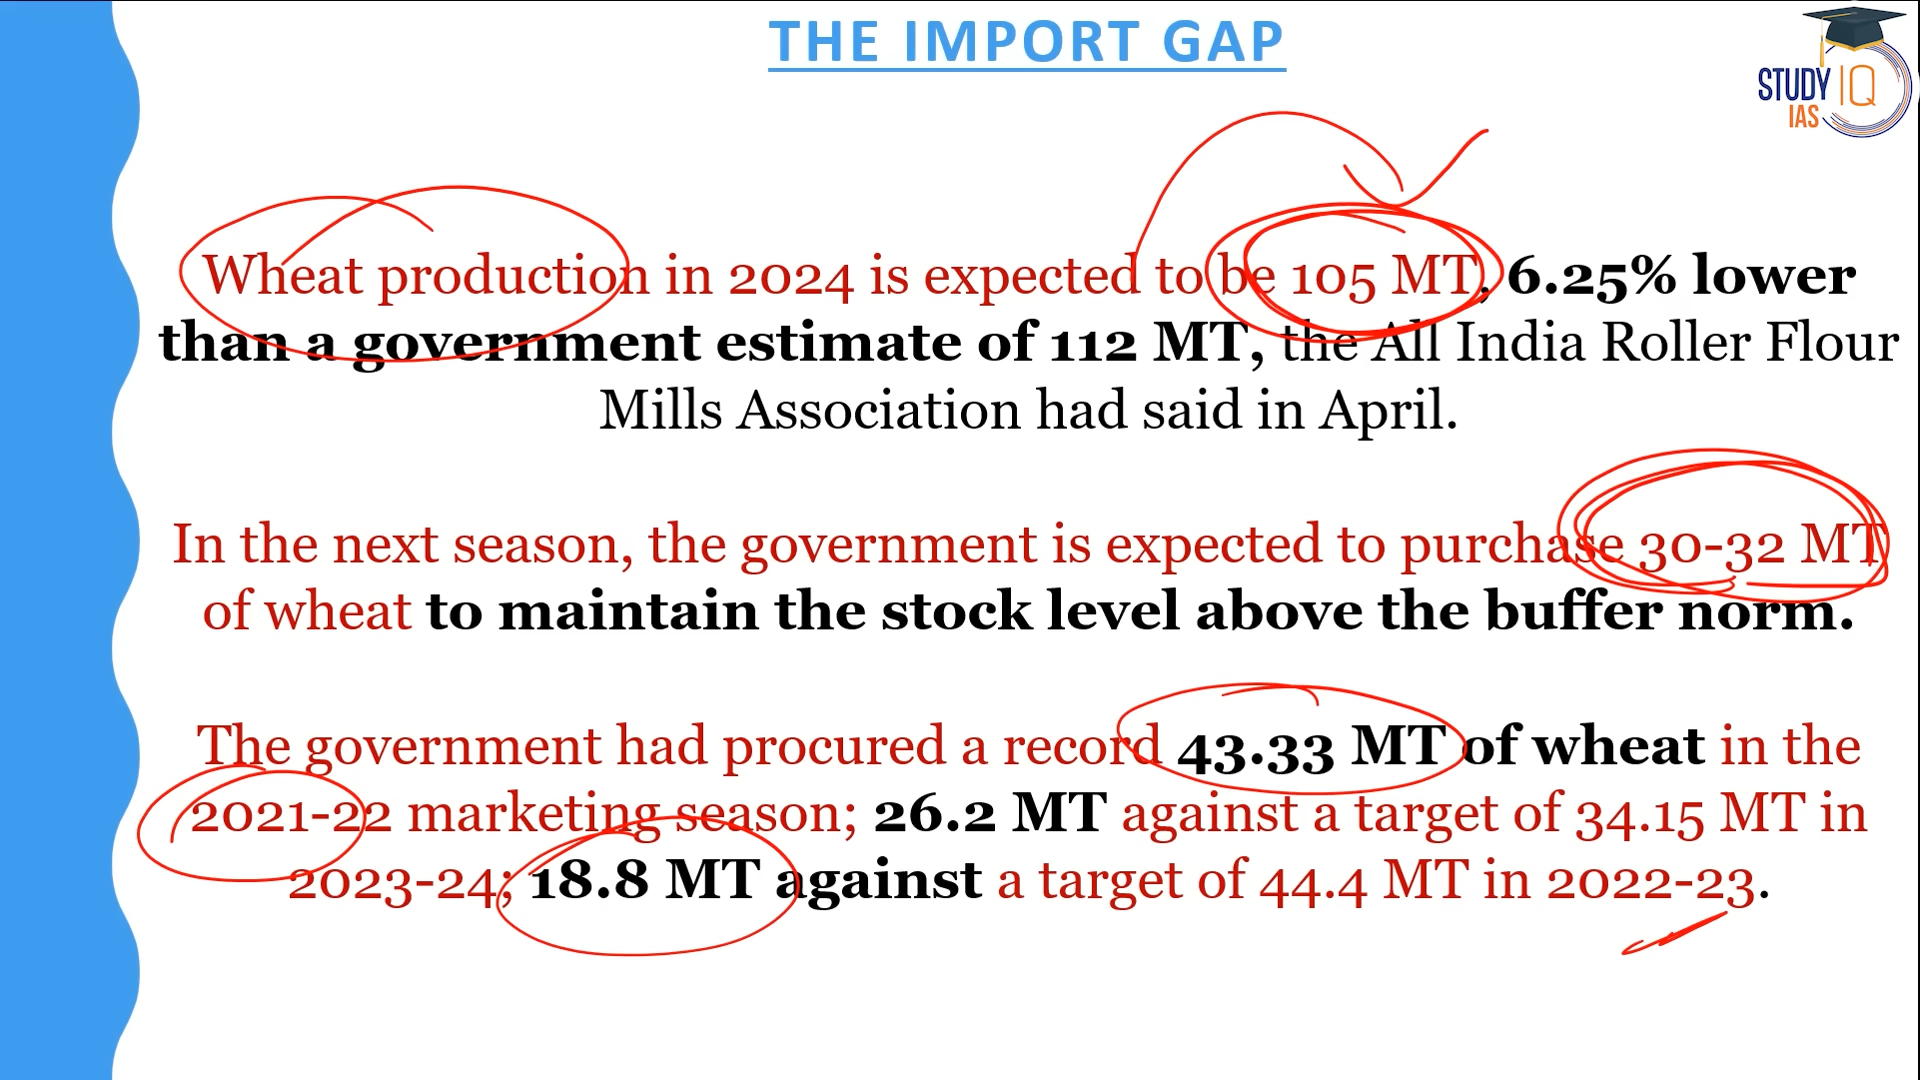 THE IMPORT GAP
STUDY IQ
IAS
Wheat production in 2024 is expected to be 105 MT, 6.25% lower
than a government estimate of 112 MT, the All India Roller Flour
Mills Association had said in April.
In the next season, the government is expected to purchase 30-32 MT
of wheat to maintain the stock level above the buffer norm.
The government had procured a record 43.33 MT of wheat in the
2021-22 marketing season; 26.2 MT against a target of 34.15 MT in
2023-24; 18.8 MT against a target of 44.4 MT in 2022-23.